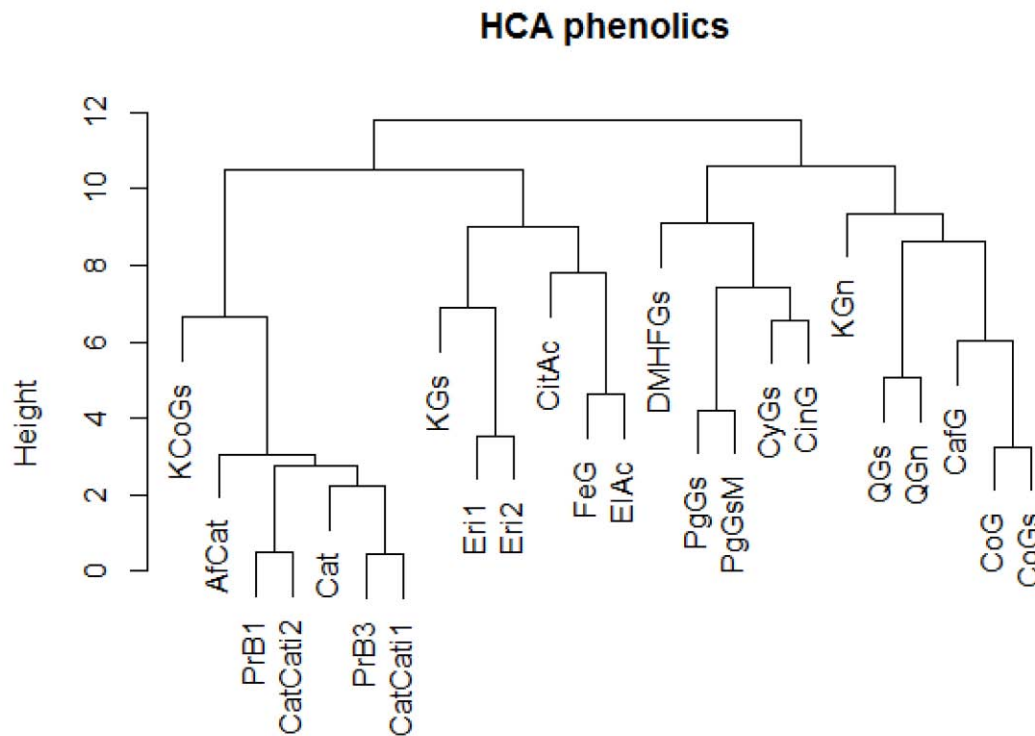 HCA phenolics
Height
12
10
8
6
4
2
0
KCoGs
AfCat
PrB1
CatCati2
Cat
PrB3
CatCati1
KGs
Eri1
Eri2
CitAc
FeG
ElAc
DMHFGs
PgGs
PgGsM
CyGs
CinG
KGn
QGs
QGn
CafG
CoG
CoGs